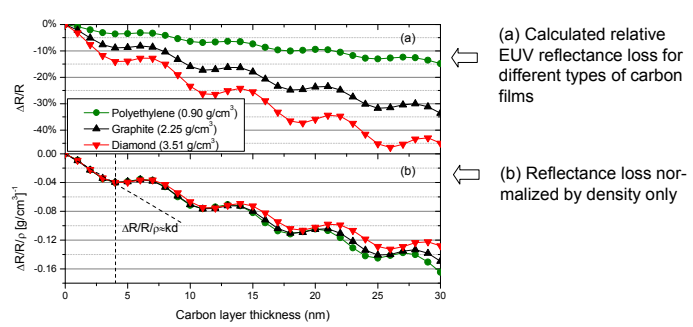 0%
-10%
-20%
-30%
-40%
ΔR/R
(a)
Polyethylene (0.90 g/cm³)
Graphite (2.25 g/cm³)
Diamond (3.51 g/cm³)
(a) Calculated relative
EUV reflectance loss for
different types of carbon
films
0.00
-0.04
-0.08
-0.12
-0.16
ΔR/R/ρ [g/cm³]⁻¹
(b)
ΔR/R/ρ≈kd
0 5 10 15 20 25 30
Carbon layer thickness (nm)
(b) Reflectance loss nor-
malized by density only